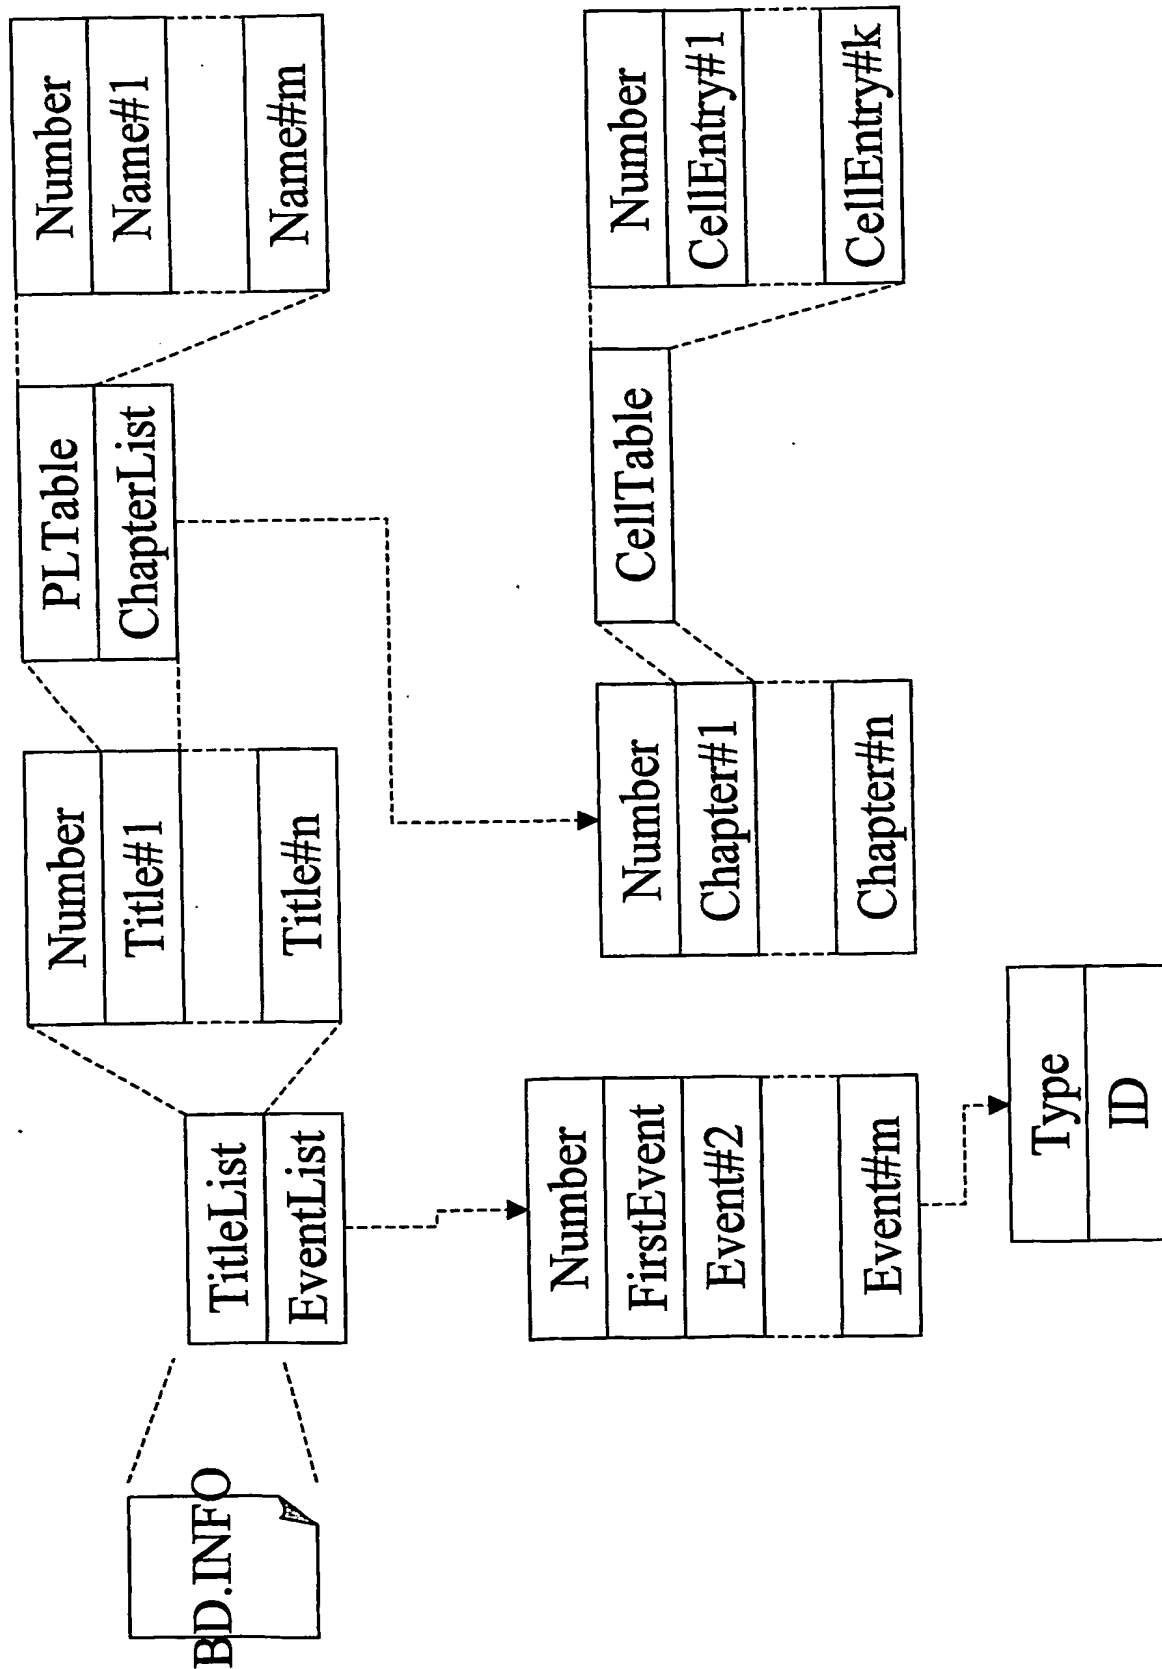 BD.INFO
TitleList
EventList
Number
Title#1
Title#n
PLTable
ChapterList
Number
Name#1
Name#m
Number
FirstEvent
Event#2
Event#m
Type
ID
Number
Chapter#1
Chapter#n
CellTable
Number
CellEntry#1
CellEntry#k